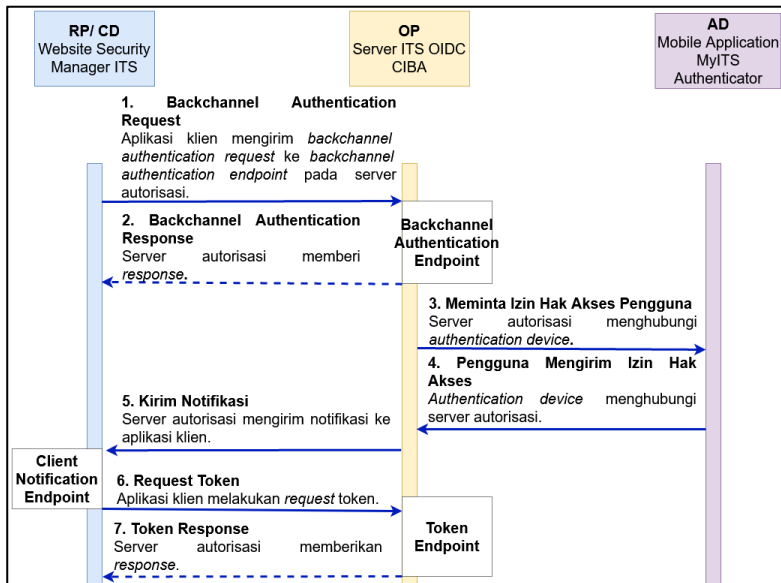 RP/ CD
Website Security
Manager ITS
OP
Server ITS OIDC
CIBA
AD
Mobile Application
MyITS
Authenticator
1. Backchannel Authentication
Request
Aplikasi klien mengirim backchannel
authentication request ke backchannel
authentication endpoint pada server
autorisasi.
2. Backchannel Authentication
Response
Server autorisasi memberi
response.
Backchannel
Authentication
Endpoint
3. Meminta Izin Hak Akses Pengguna
Server autorisasi menghubungi
authentication device.
4. Pengguna Mengirim Izin Hak
Akses
Authentication device menghubungi
server autorisasi.
5. Kirim Notifikasi
Server autorisasi mengirim notifikasi ke
aplikasi klien.
Client
Notification
Endpoint
6. Request Token
Aplikasi klien melakukan request token.
7. Token Response
Server autorisasi memberikan
response.
Token
Endpoint